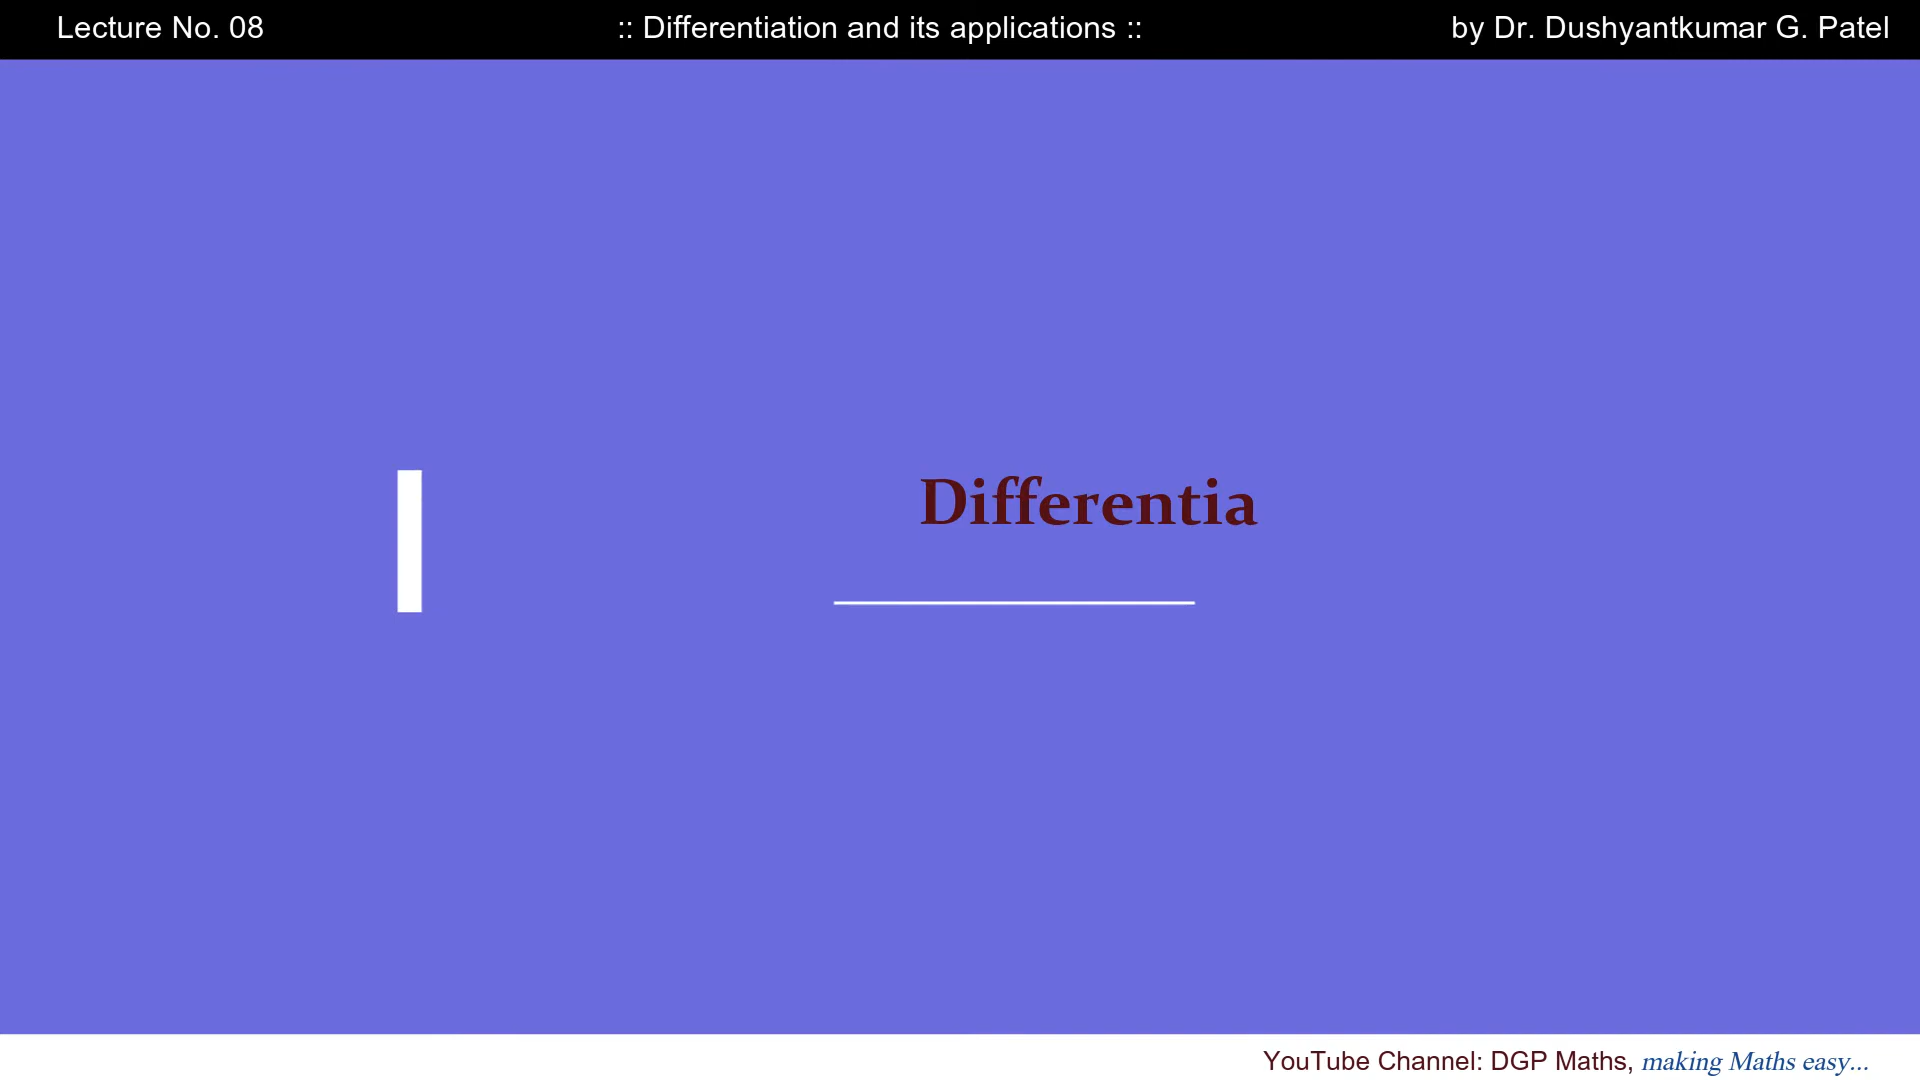 Lecture No. 08 :: Differentiation and its applications :: by Dr. Dushyantkumar G. Patel
Differentia
YouTube Channel: DGP Maths, making Maths easy...